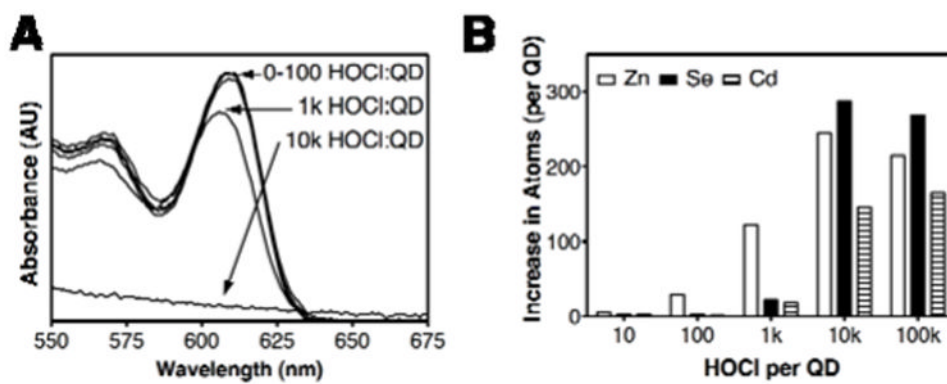 A
Absorbance (AU)
0-100 HOCl:QD
1k HOCl:QD
10k HOCl:QD
550 575 600 625 650 675
Wavelength (nm)
B
Increase in Atoms (per QD)
Zn Se Cd
300
200
100
0
10 100 1k 10k 100k
HOCl per QD